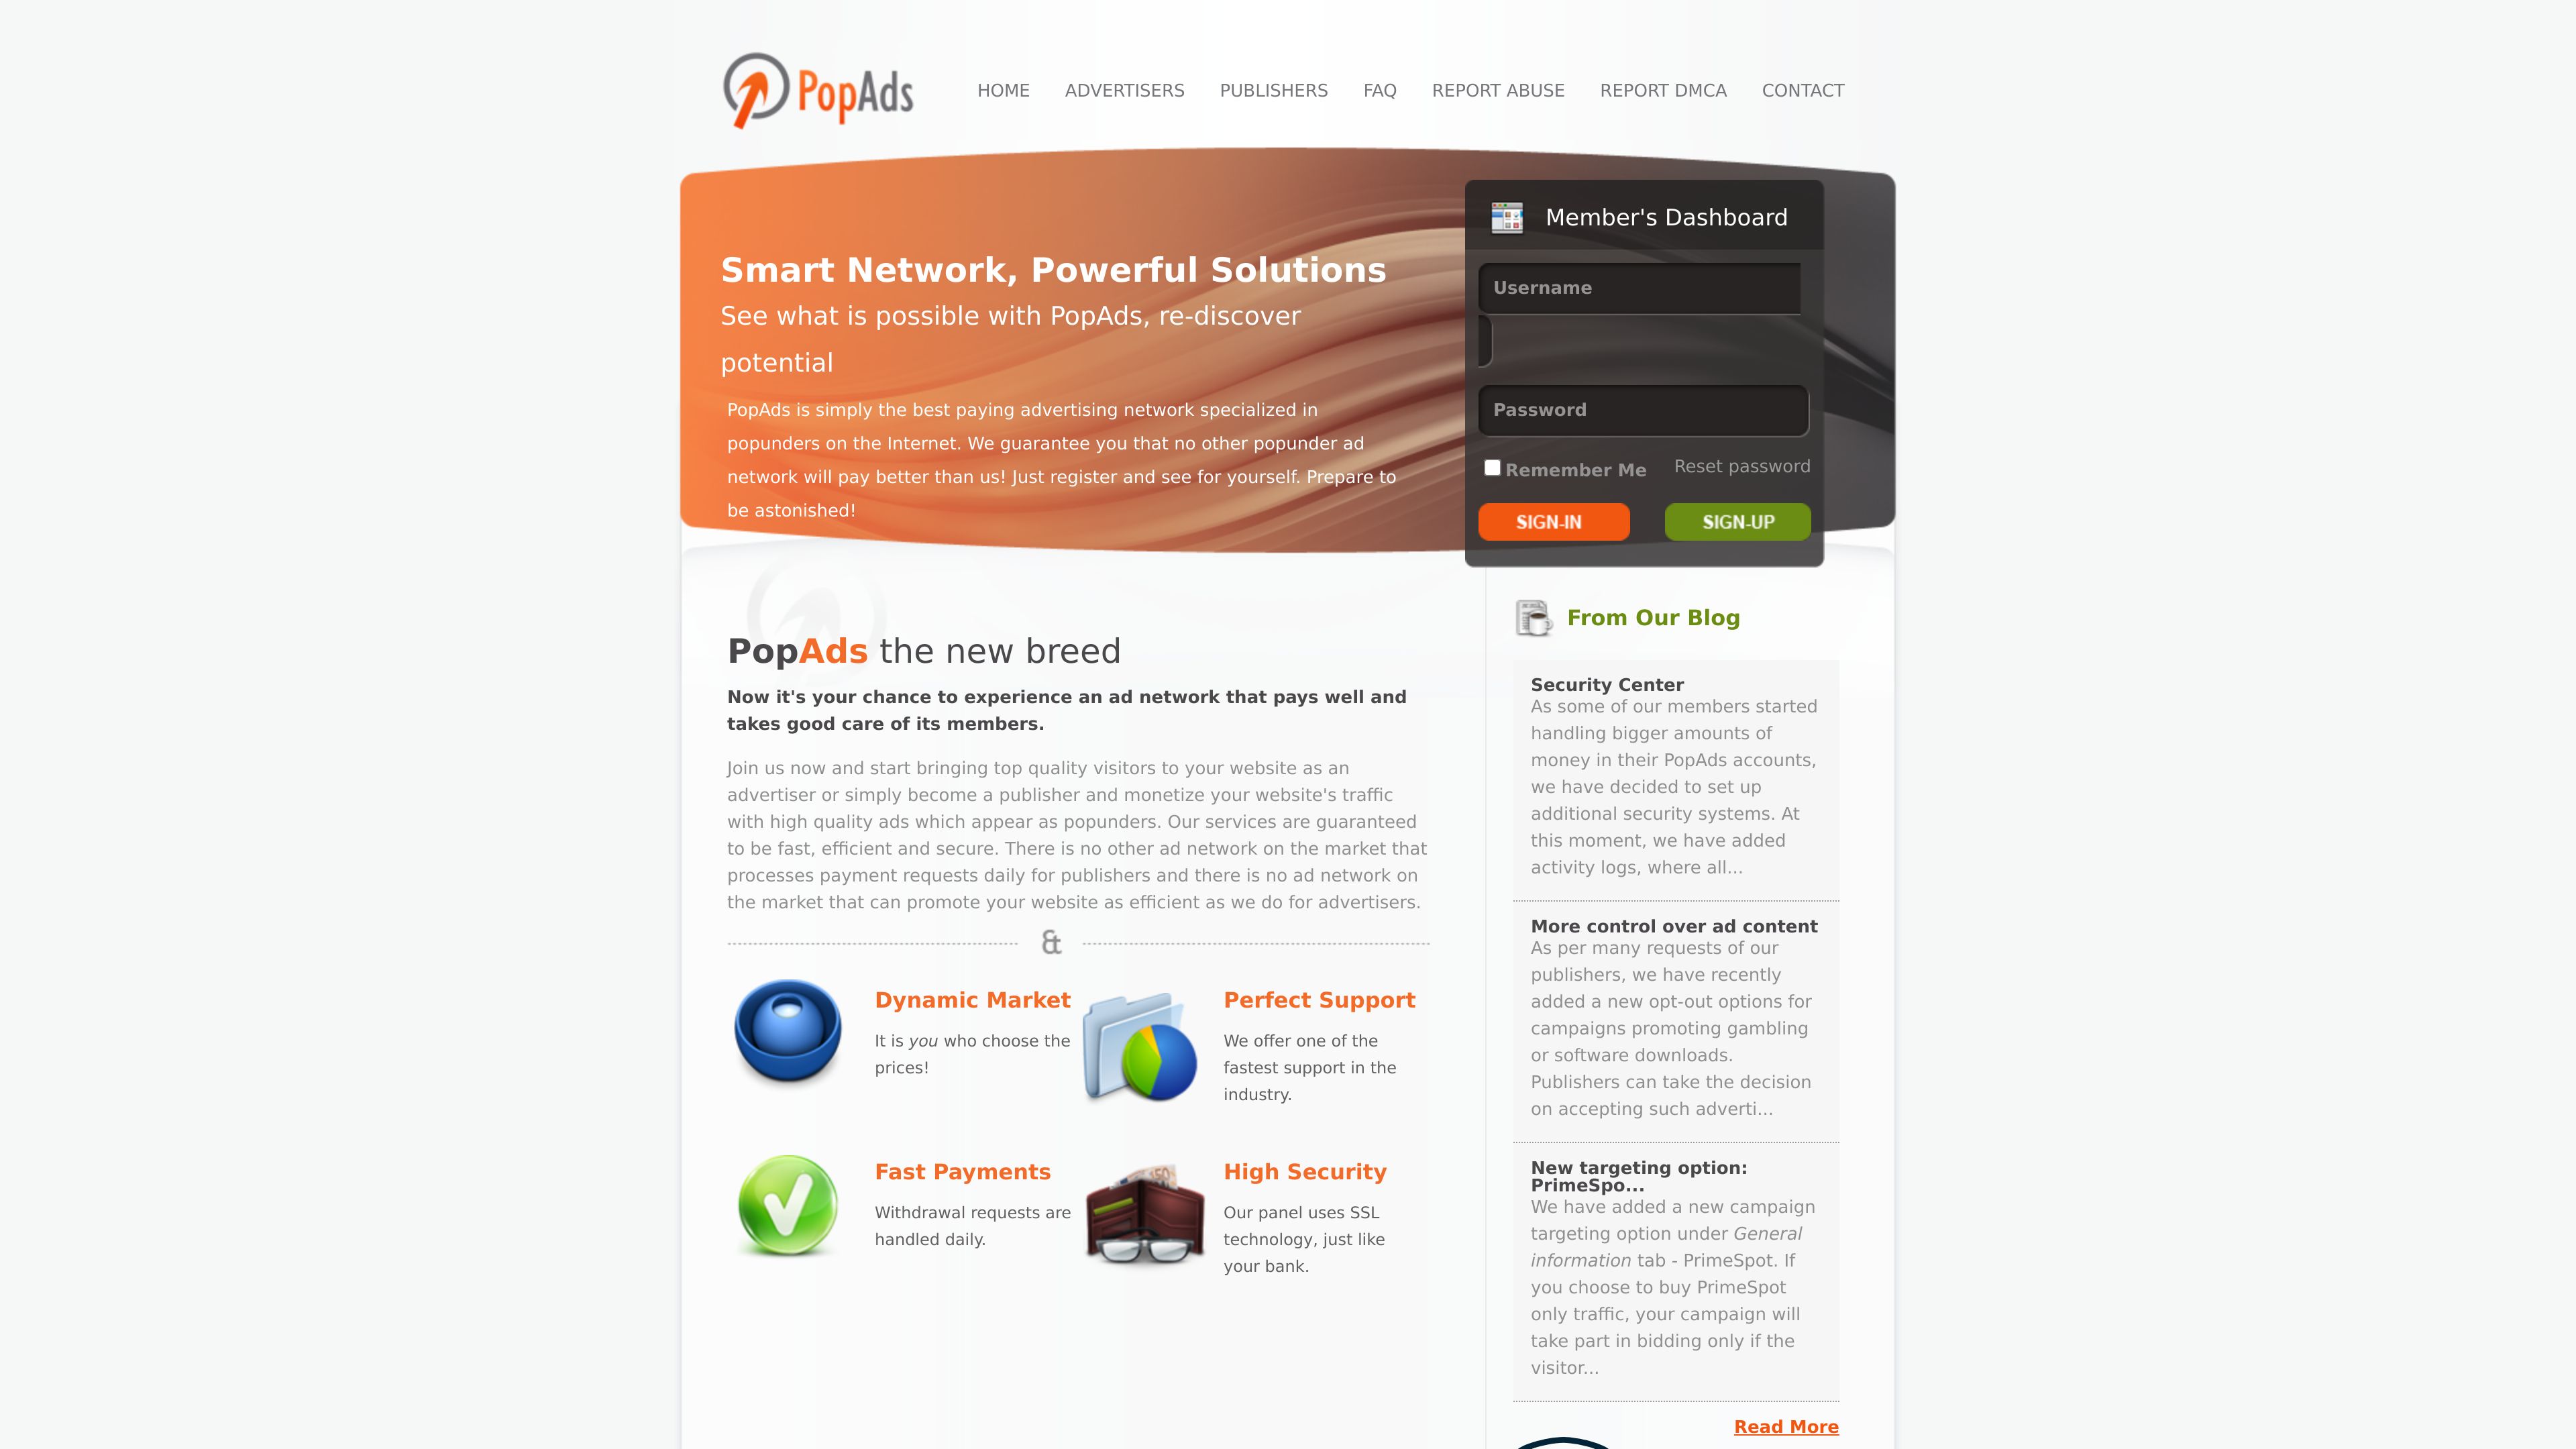 PopAds
HOME ADVERTISERS PUBLISHERS FAQ REPORT ABUSE REPORT DMCA CONTACT
Smart Network, Powerful Solutions
See what is possible with PopAds, re-discover
potential
PopAds is simply the best paying advertising network specialized in
popunders on the Internet. We guarantee you that no other popunder ad
network will pay better than us! Just register and see for yourself. Prepare to
be astonished!
Member's Dashboard
Username
Password
Remember Me Reset password
SIGN-IN SIGN-UP
PopAds the new breed
Now it's your chance to experience an ad network that pays well and
takes good care of its members.
Join us now and start bringing top quality visitors to your website as an
advertiser or simply become a publisher and monetize your website's traffic
with high quality ads which appear as popunders. Our services are guaranteed
to be fast, efficient and secure. There is no other ad network on the market that
processes payment requests daily for publishers and there is no ad network on
the market that can promote your website as efficient as we do for advertisers.
&
Dynamic Market
It is you who choose the
prices!
Perfect Support
We offer one of the
fastest support in the
industry.
Fast Payments
Withdrawal requests are
handled daily.
High Security
Our panel uses SSL
technology, just like
your bank.
From Our Blog
Security Center
As some of our members started
handling bigger amounts of
money in their PopAds accounts,
we have decided to set up
additional security systems. At
this moment, we have added
activity logs, where all...
More control over ad content
As per many requests of our
publishers, we have recently
added a new opt-out options for
campaigns promoting gambling
or software downloads.
Publishers can take the decision
on accepting such adverti...
New targeting option:
PrimeSpo...
We have added a new campaign
targeting option under General
information tab - PrimeSpot. If
you choose to buy PrimeSpot
only traffic, your campaign will
take part in bidding only if the
visitor...
Read More